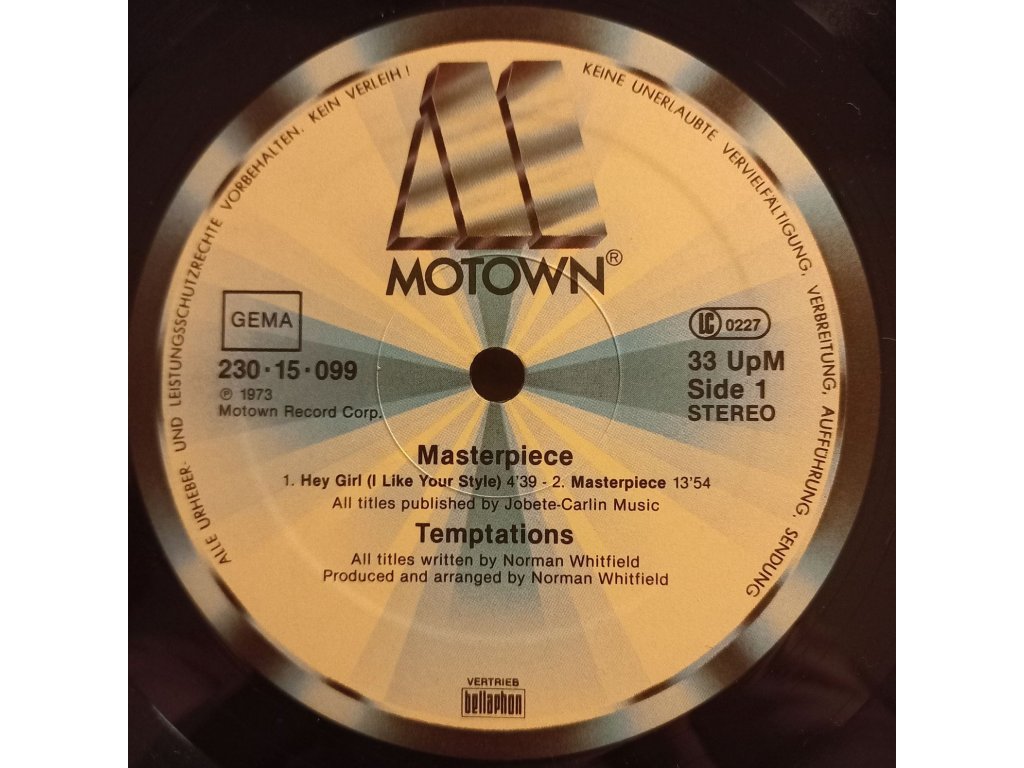 ALLE URHEBER- UND LEISTUNGSSCHUTZRECHTE VORBEHALTEN. KEIN VERLEIH! KEINE UNERLAUBTE VERVIELFÄLTIGUNG, VERBREITUNG, AUFFÜHRUNG, SENDUNG
MOTOWN®
GEMA
LC 0227
230·15·099
33 UpM
℗ 1973
Side 1
Motown Record Corp.
STEREO
Masterpiece
1. Hey Girl (I Like Your Style) 4'39 - 2. Masterpiece 13'54
All titles published by Jobete-Carlin Music
Temptations
All titles written by Norman Whitfield
Produced and arranged by Norman Whitfield
VERTRIEB
bellaphon